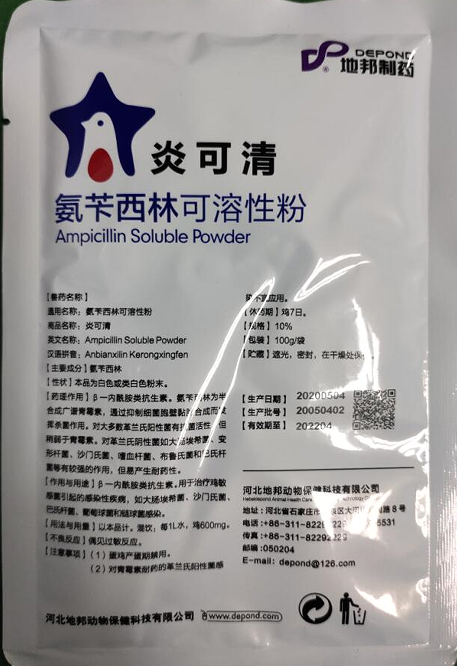 DEPOND
地邦制药
炎可清
氨苄西林可溶性粉
Ampicillin Soluble Powder
【兽药名称】
通用名称：氨苄西林可溶性粉
商品名称：炎可清
英文名称：Ampicillin Soluble Powder
汉语拼音：Anbianxilin Kerongxingfen
【主要成分】氨苄西林
【性状】本品为白色或类白色粉末。
【药理作用】β－内酰胺类抗生素。氨苄西林为半
合成广谱青霉素，通过抑制细菌胞壁黏肽合成而发
挥杀菌作用。对大多数革兰氏阳性菌有抗菌活性，但
稍弱于青霉素。对革兰氏阴性菌如大肠埃希菌、变
形杆菌、沙门氏菌、嗜血杆菌、布鲁氏菌和巴氏杆
菌等有较强的作用，但易产生耐药性。
【作用与用途】β－内酰胺类抗生素。用于治疗鸡敏
感菌引起的感染性疾病，如大肠埃希菌、沙门氏菌、
巴氏杆菌、葡萄球菌和链球菌感染。
【用法与用量】以本品计。混饮：每1L水，鸡600mg。
【不良反应】偶见过敏反应。
【注意事项】（1）蛋鸡产蛋期禁用。
（2）对青霉素耐药的革兰氏阳性菌感
染不宜应用。
【休药期】鸡7日。
【规格】10%
【包装】100g/袋
【贮藏】遮光，密封，在干燥处保
【生产日期】20200504
【生产批号】20050402
【有效期至】202204
河北地邦动物保健科技有限公司
地址：河北省石家庄市
路 8 号
电话：+86-311-822
5531
传真：+86-311-82292229
邮编：050204
E-mail：depond@126.com
河北地邦动物保健科技有限公司
www.depond.com